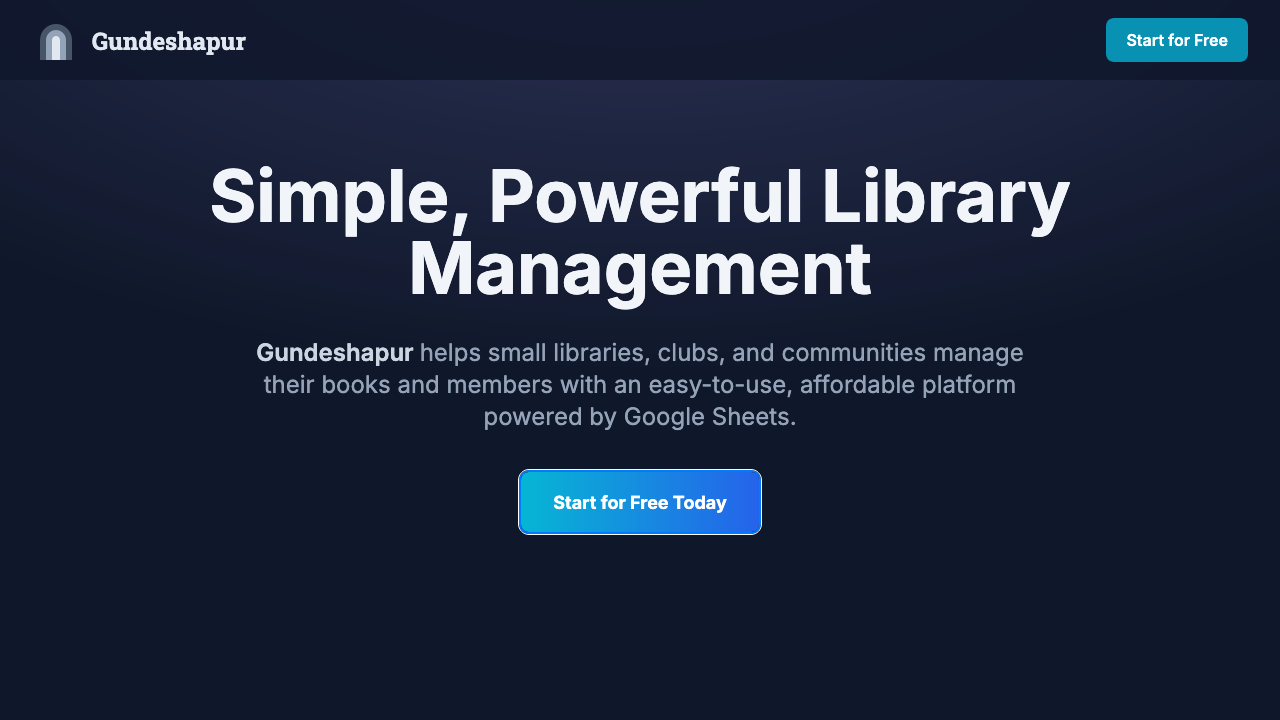 Gundeshapur
Start for Free
Simple, Powerful Library
Management
Gundeshapur helps small libraries, clubs, and communities manage
their books and members with an easy-to-use, affordable platform
powered by Google Sheets.
Start for Free Today